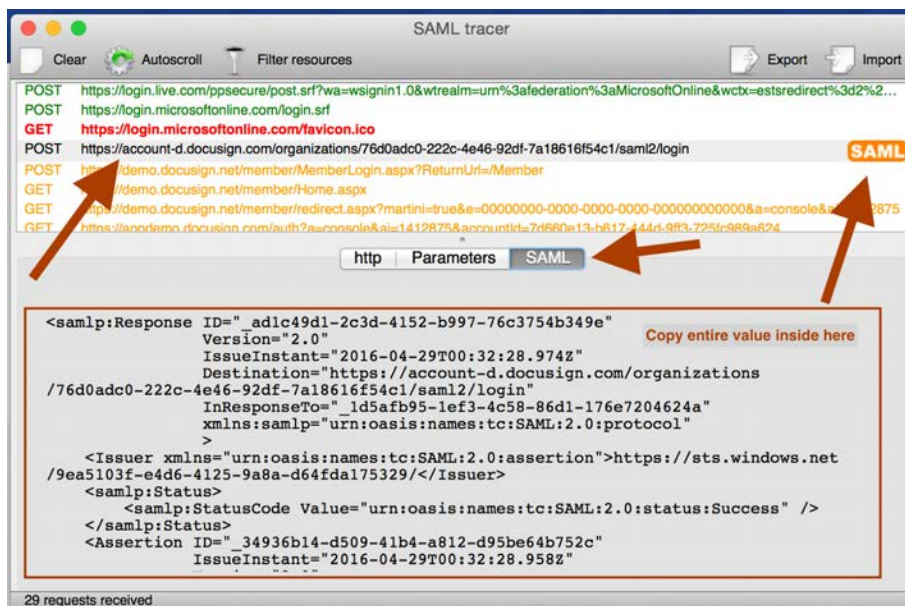 SAML tracer
Clear Autoscroll Filter resources Export Import
POST https://login.live.com/ppsecure/post.srf?wa=wsignin1.0&wtrealm=urn%3afederation%3aMicrosoftOnline&wctx=estsredirect%3d2%2...
POST https://login.microsoftonline.com/login.srf
GET https://login.microsoftonline.com/favicon.ico
POST https://account-d.docusign.com/organizations/76d0adc0-222c-4e46-92df-7a18616f54c1/saml2/login SAML
POST https://demo.docusign.net/member/MemberLogin.aspx?ReturnUrl=/Member
GET https://demo.docusign.net/member/Home.aspx
GET https://demo.docusign.net/member/redirect.aspx?martini=true&e=00000000-0000-0000-0000-000000000000&a=console&
GET
http Parameters SAML
<samlp:Response ID="_ad1c49d1-2c3d-4152-b997-76c3754b349e"
Copy entire value inside here
Version="2.0"
IssueInstant="2016-04-29T00:32:28.974Z"
Destination="https://account-d.docusign.com/organizations
/76d0adc0-222c-4e46-92df-7a18616f54c1/saml2/login"
InResponseTo="_1d5afb95-1ef3-4c58-86d1-176e7204624a"
xmlns:samlp="urn:oasis:names:tc:SAML:2.0:protocol"
>
<Issuer xmlns="urn:oasis:names:tc:SAML:2.0:assertion">https://sts.windows.net
/9ea5103f-e4d6-4125-9a8a-d64fda175329/</Issuer>
<samlp:Status>
<samlp:StatusCode Value="urn:oasis:names:tc:SAML:2.0:status:Success" />
</samlp:Status>
<Assertion ID="_34936b14-d509-41b4-a812-d95be64b752c"
IssueInstant="2016-04-29T00:32:28.958Z"
29 requests received